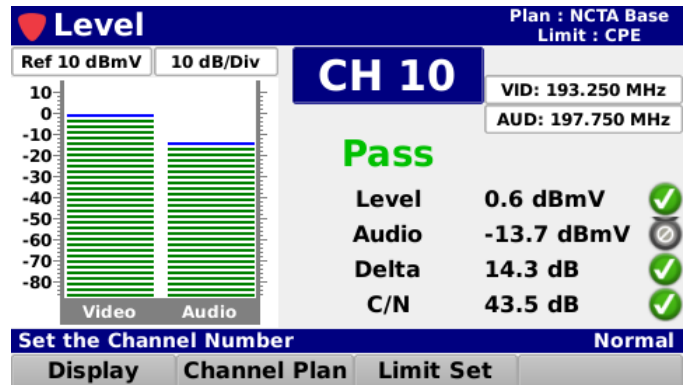 Level
Plan : NCTA Base
Limit : CPE
Ref 10 dBmV
10 dB/Div
CH 10
VID: 193.250 MHz
AUD: 197.750 MHz
10
0
-10
-20
-30
-40
-50
-60
-70
-80
Video
Audio
Pass
Level 0.6 dBmV
Audio -13.7 dBmV
Delta 14.3 dB
C/N 43.5 dB
Set the Channel Number
Normal
Display
Channel Plan
Limit Set